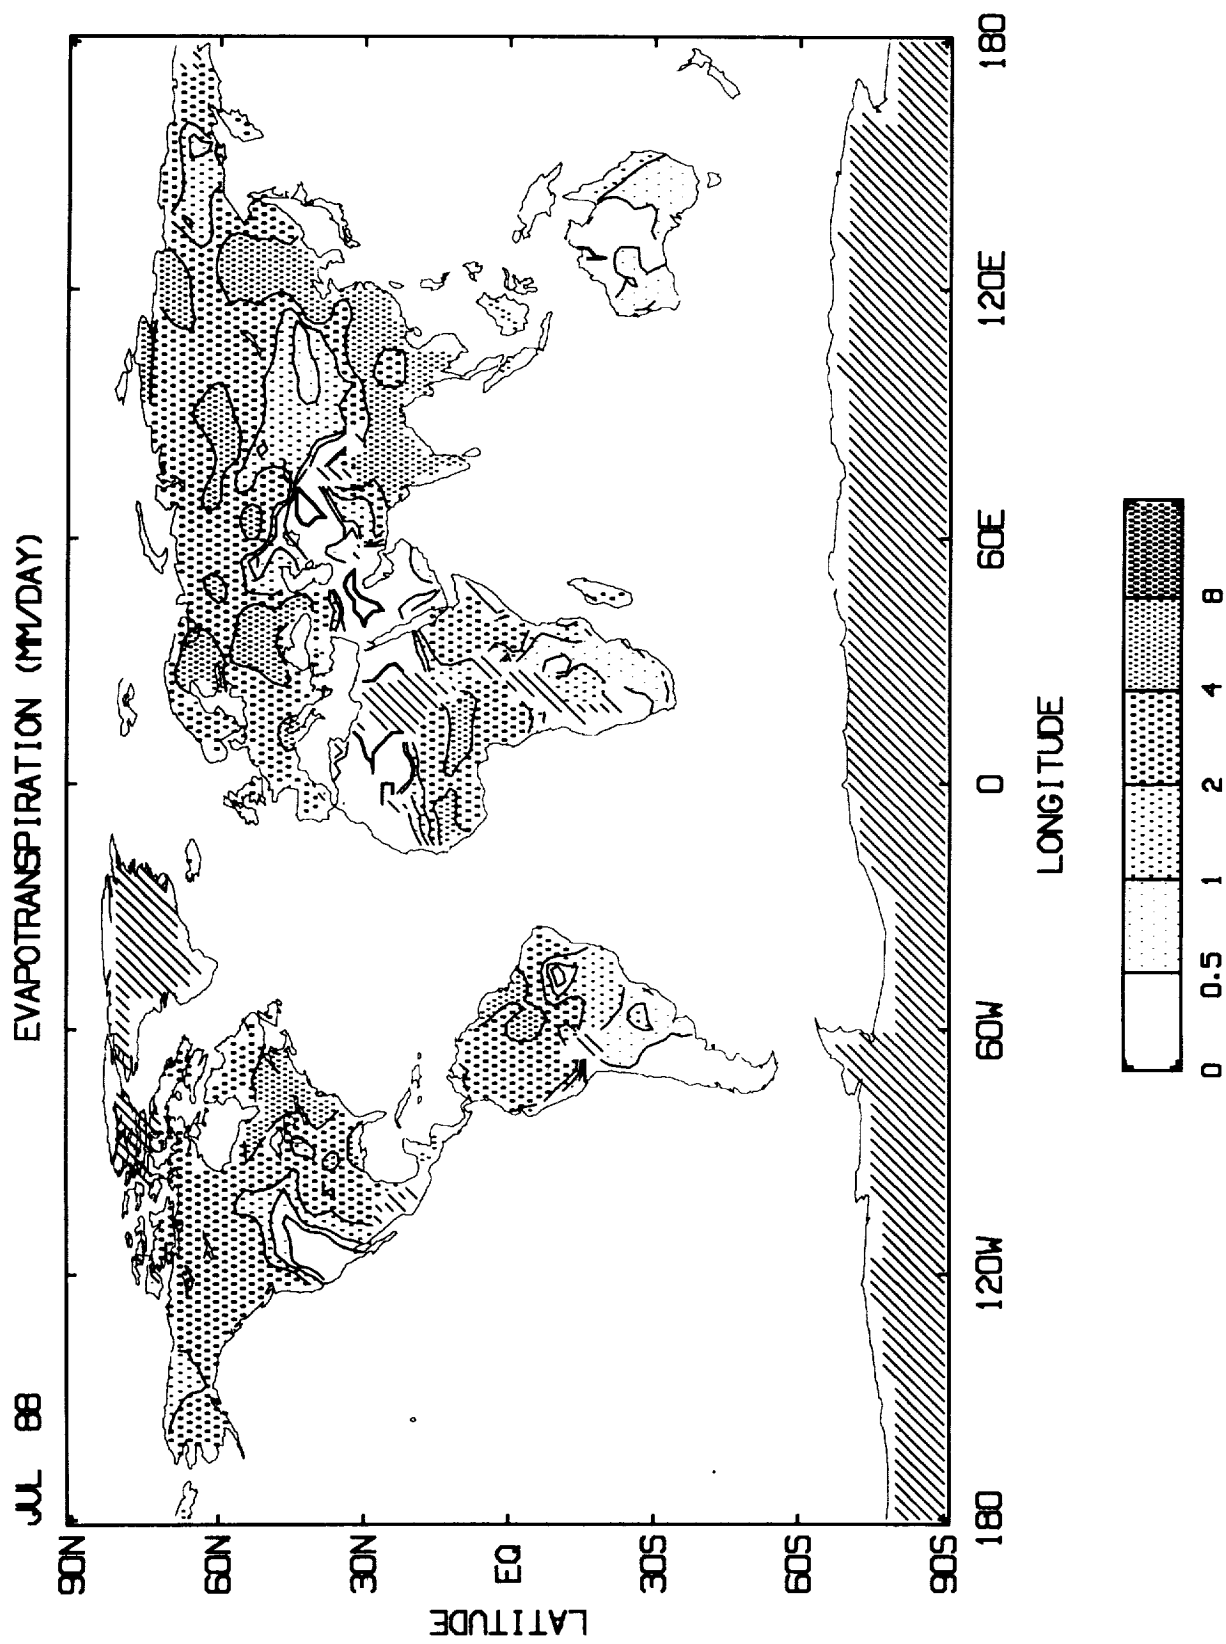 JUL 88 EVAPOTRANSPIRATION (MM/DAY)
90N
60N
30N
EQ
30S
60S
90S
LATITUDE
180 120W 60W 0 60E 120E 180
LONGITUDE
0 0.5 1 2 4 8